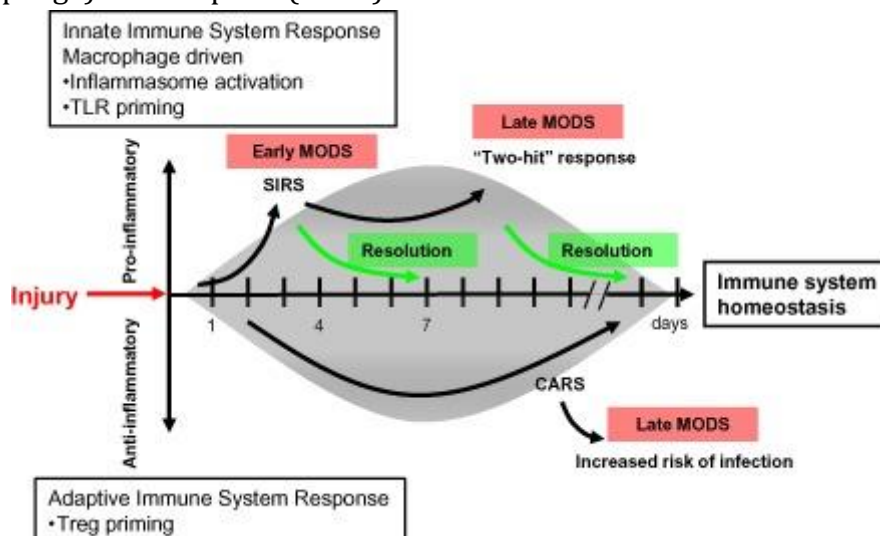 Innate Immune System Response
Macrophage driven
•Inflammasome activation
•TLR priming
Late MODS
"Two-hit" response
Early MODS
SIRS
Pro-inflammatory
Resolution
Resolution
Injury
Immune system
homeostasis
1
4
7
days
Anti-inflammatory
CARS
Late MODS
Increased risk of infection
Adaptive Immune System Response
•Treg priming